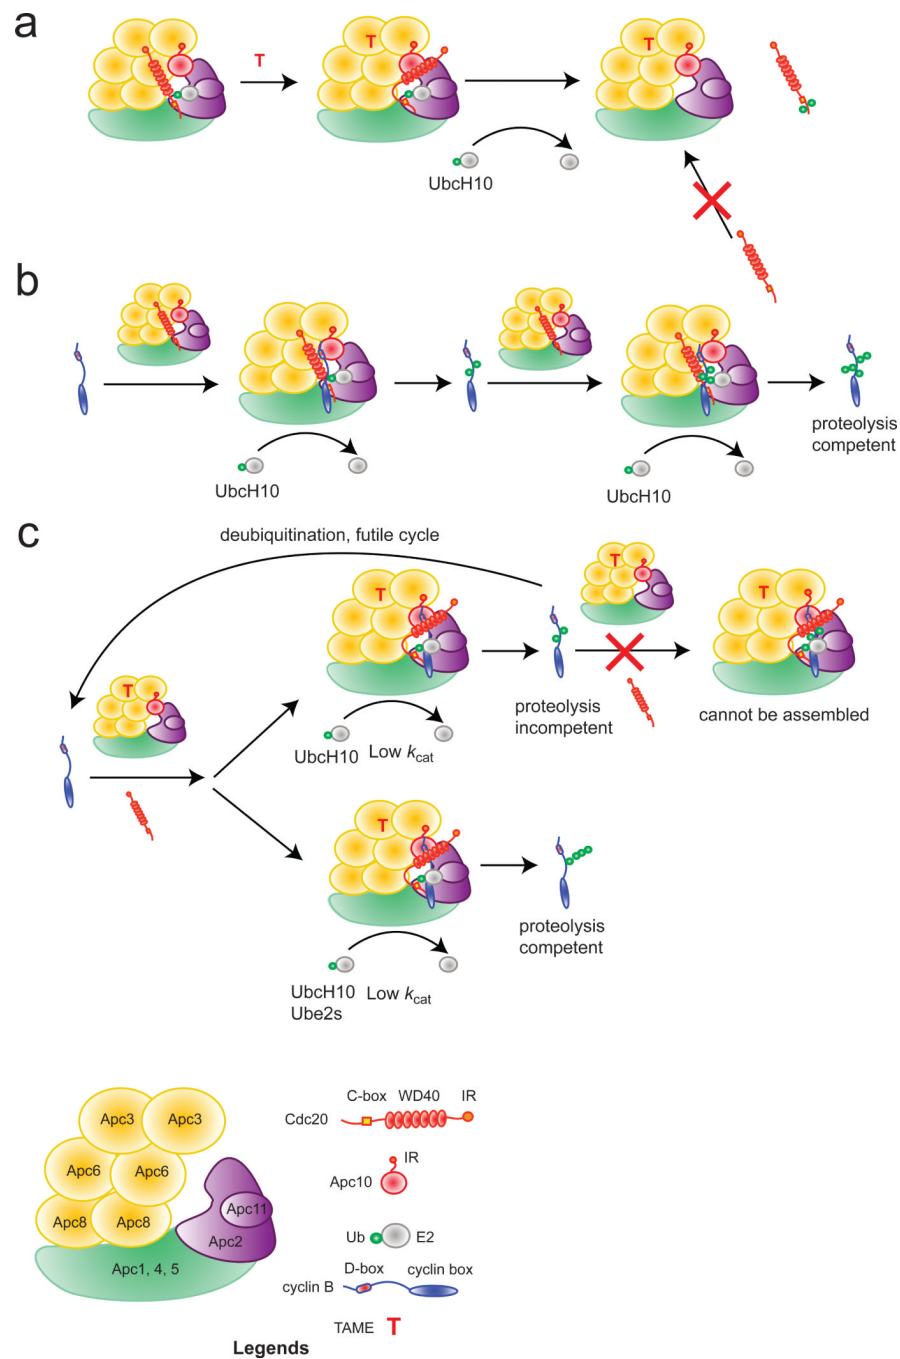 a
T
T
T
UbcH10
b
UbcH10
UbcH10
proteolysis
competent
c
deubiquitination, futile cycle
T
T
T
T
UbcH10 Low kcat
proteolysis
incompetent
cannot be assembled
T
UbcH10
Ube2s
Low kcat
proteolysis
competent
Apc3 Apc3
Apc6 Apc6
Apc8 Apc8
Apc11
Apc2
Apc1, 4, 5
C-box WD40 IR
Cdc20
IR
Apc10
Ub E2
D-box cyclin box
cyclin B
TAME T
Legends